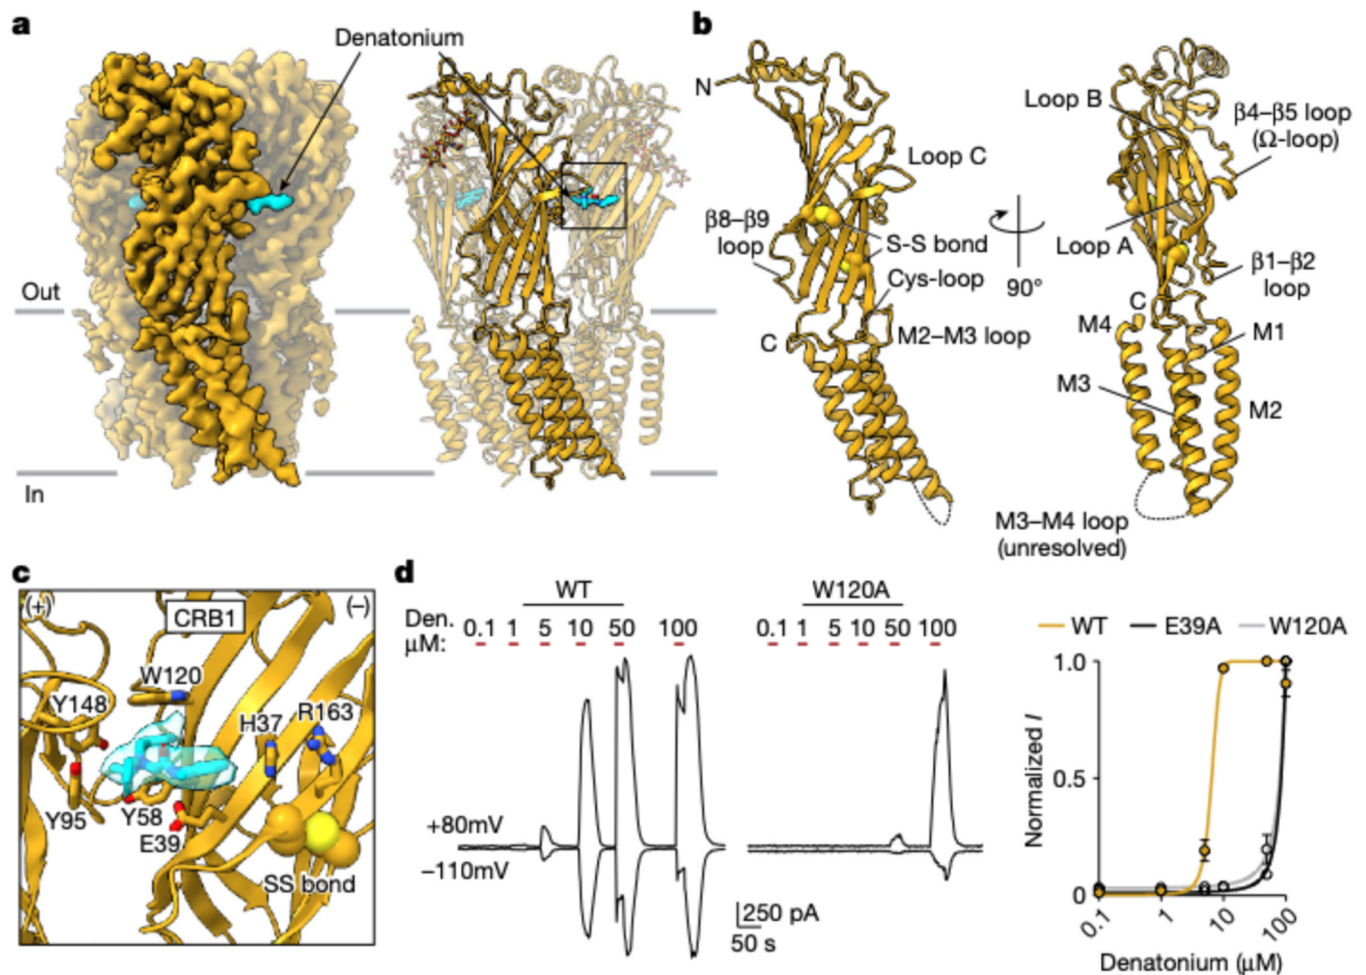 a
Denatonium
Out
In
b
N
Loop C
β8–β9
loop
S-S bond
Cys-loop
M2–M3 loop
C
90°
Loop B
β4–β5 loop
(Ω-loop)
Loop A
β1–β2
loop
C
M4
M1
M3
M2
M3–M4 loop
(unresolved)
c
(+)
CRB1
(–)
W120
Y148
H37
R163
Y95
Y58
E39
SS bond
d
WT
W120A
Den.
μM:
0.1 1 5 10 50 100
0.1 1 5 10 50 100
+80mV
–110mV
250 pA
50 s
WT E39A W120A
Normalized I
1.0
0.5
0
0.1 1 10 100
Denatonium (μM)